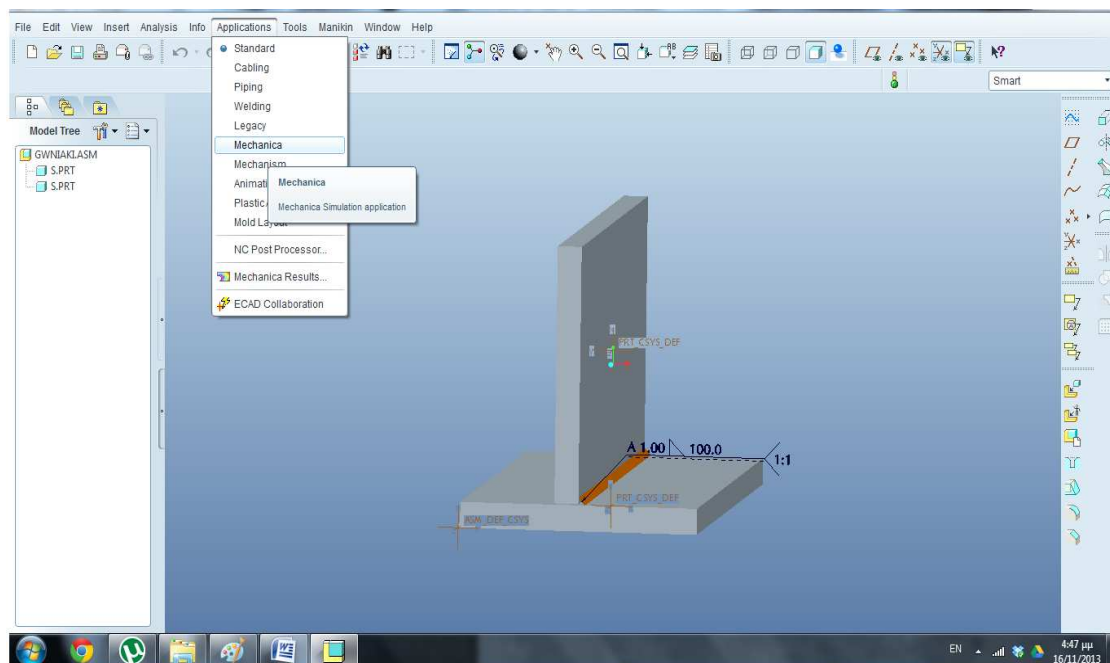 File Edit View Insert Analysis Info Applications Tools Manikin Window Help
Standard
Cabling
Piping
Welding
Legacy
Mechanica
Mechanism
Mechanica
Mechanica Simulation application
NC Post Processor...
Mechanica Results...
ECAD Collaboration
Smart
Model Tree
GWNIAKI.ASM
S.PRT
S.PRT
PRT_CSYS_DEF
A 1.00 100.0
1:1
PRT_CSYS_DEF
ASM_DEF_CSYS
EN
4:47 μμ
16/11/2013